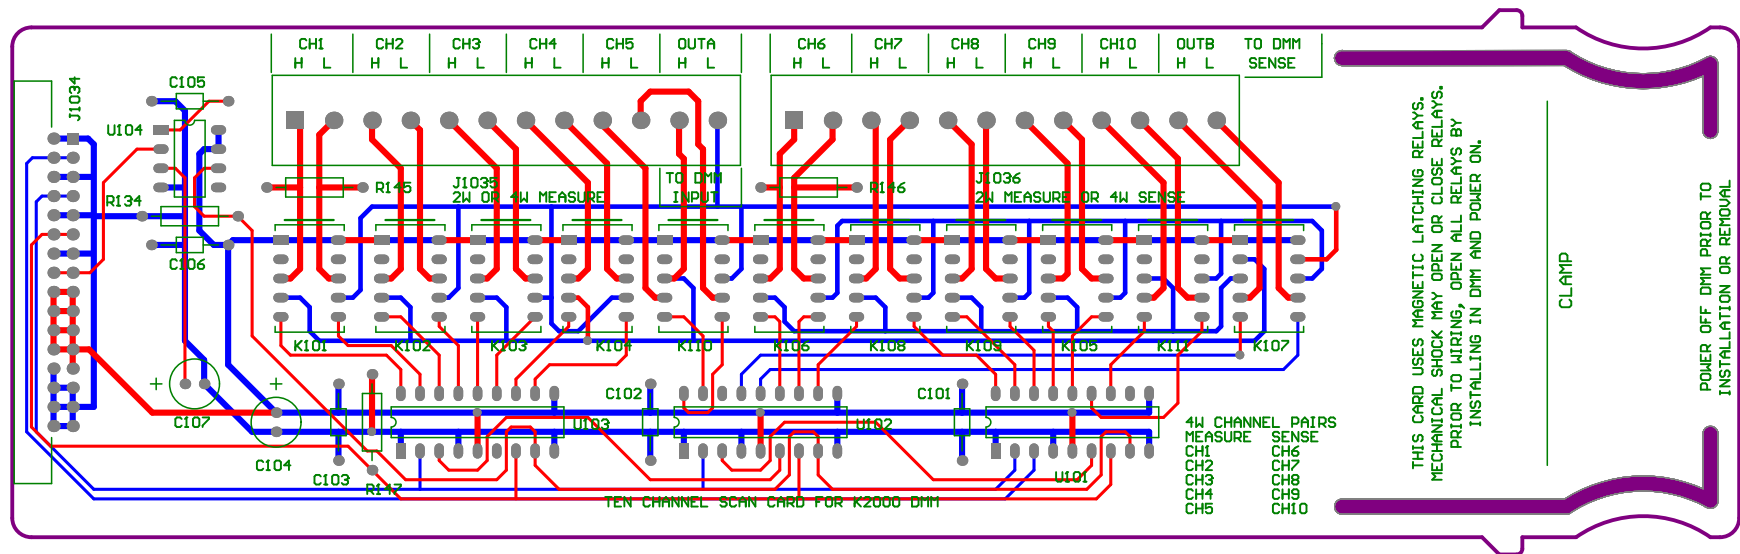 CH1 CH2 CH3 CH4 CH5 OUTA CH6 CH7 CH8 CH9 CH10 OUTB TO DMM
H L H L H L H L H L H L H L H L H L H L H L H L SENSE
C105
J1034
U104
R134
C106
R145
J1035
2W OR 4W MEASURE
TO DMM
INPUT
R146
J1036
2W MEASURE OR 4W SENSE
K101 K102 K103 K104 K110 K106 K108 K109 K105 K111 K107
C107
C104
C103
R147
C102
U103
C101
U102
U101
TEN CHANNEL SCAN CARD FOR K2000 DMM
4W CHANNEL PAIRS
MEASURE SENSE
CH1 CH6
CH2 CH7
CH3 CH8
CH4 CH9
CH5 CH10
THIS CARD USES MAGNETIC LATCHING RELAYS.
MECHANICAL SHOCK MAY OPEN OR CLOSE RELAYS.
PRIOR TO WIRING, OPEN ALL RELAYS BY
INSTALLING IN DMM AND POWER ON.
CLAMP
POWER OFF DMM PRIOR TO
INSTALLATION OR REMOVMAL